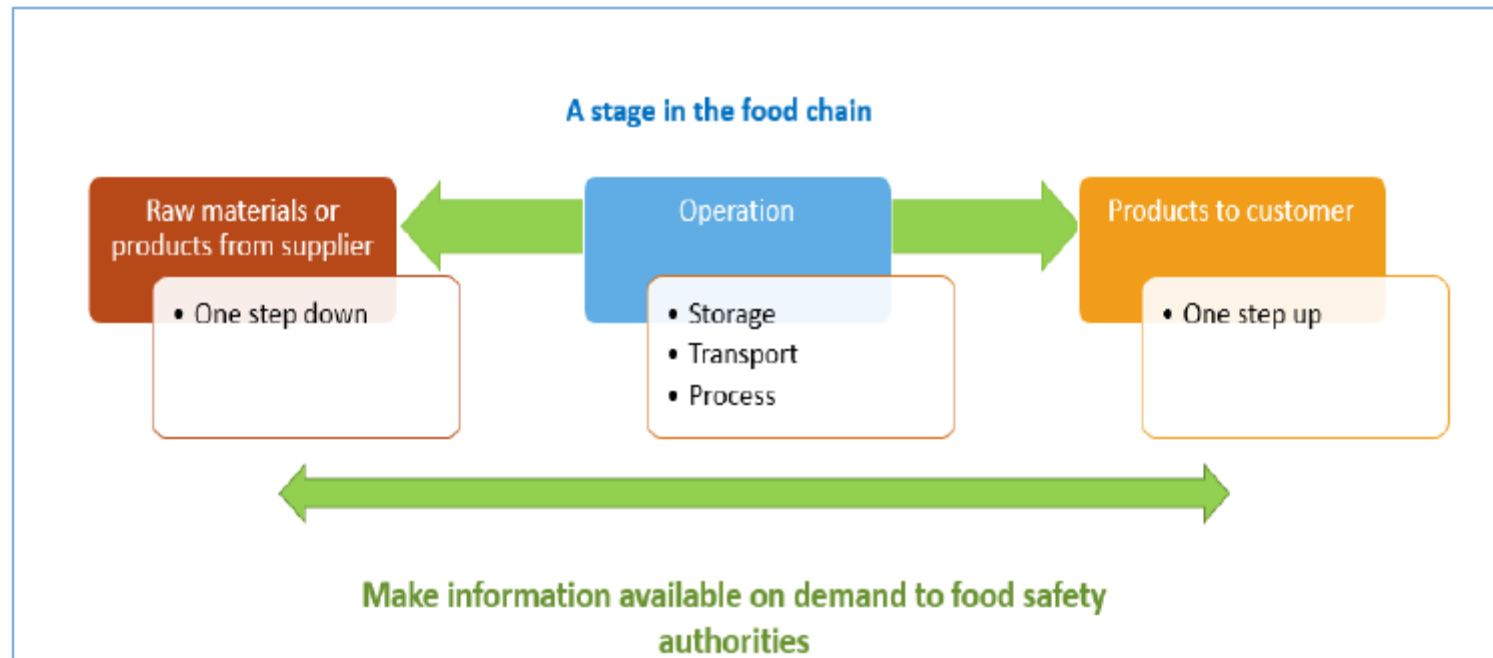 A stage in the food chain
Raw materials or
products from supplier
• One step down
Operation
• Storage
• Transport
• Process
Products to customer
• One step up
Make information available on demand to food safety
authorities